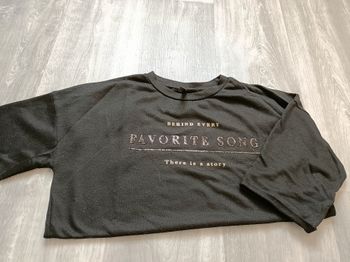 BEHIND EVERY
FAVORITE SONG
There is a story